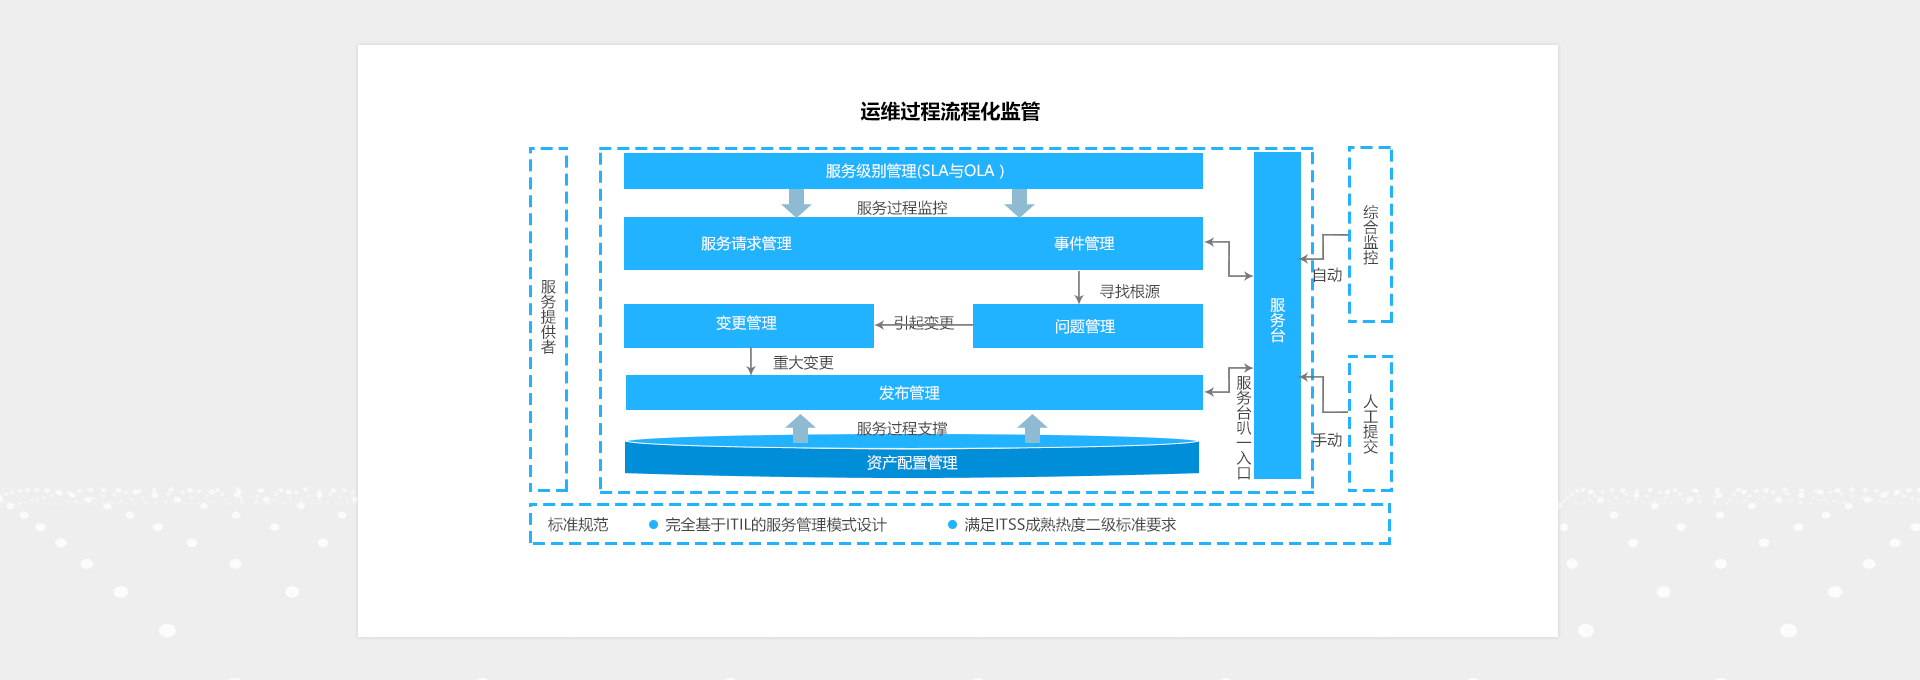 运维过程流程化监管
服务提供者
服务级别管理(SLA与OLA )
服务过程监控
服务请求管理
事件管理
寻找根源
变更管理
引起变更
问题管理
重大变更
发布管理
服务过程支撑
资产配置管理
服务台叭一入口
服务台
自动
手动
综合监控
人工提交
标准规范
完全基于ITIL的服务管理模式设计
满足ITSS成熟热度二级标准要求